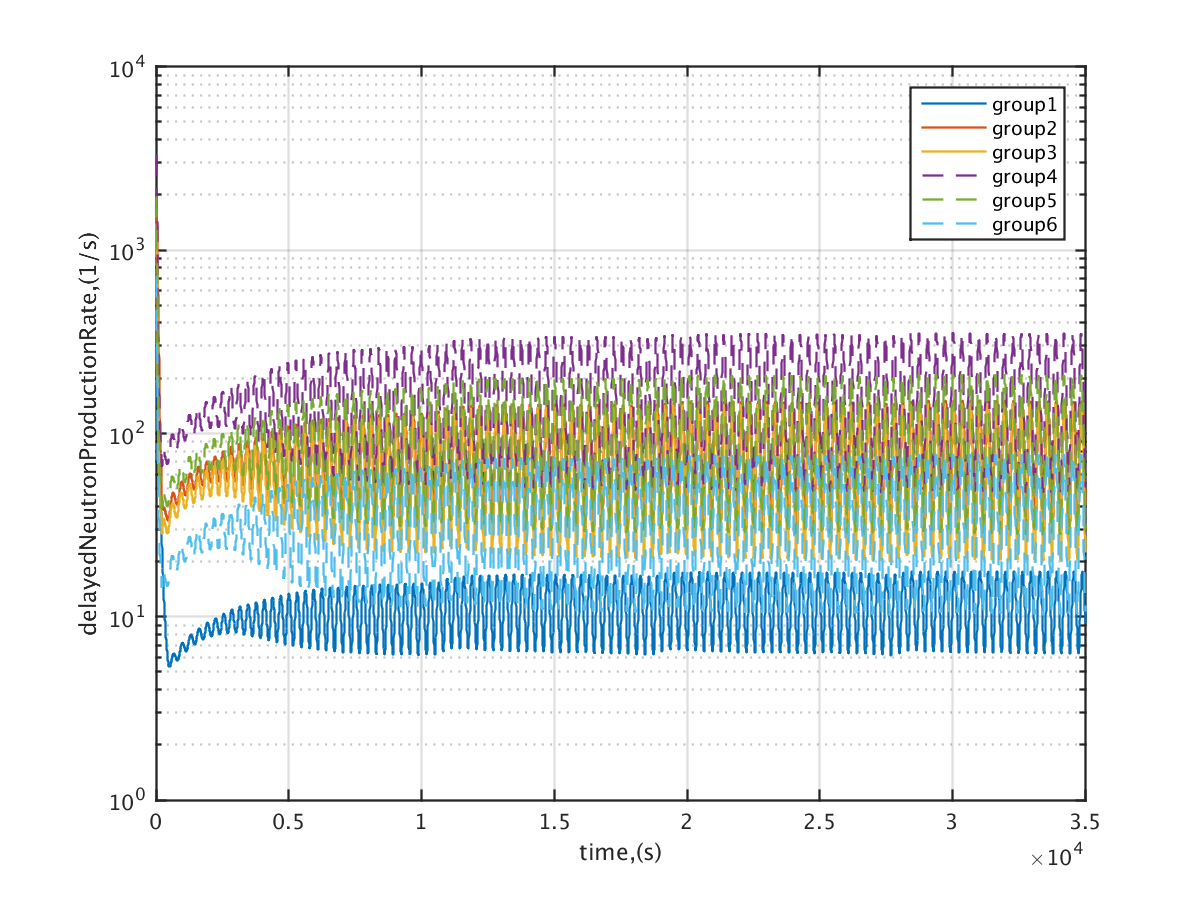 10^4
10^3
10^2
10^1
10^0
delayedNeutronProductionRate,(1/s)
group1
group2
group3
group4
group5
group6
0 0.5 1 1.5 2 2.5 3 3.5
time,(s)
×10^4